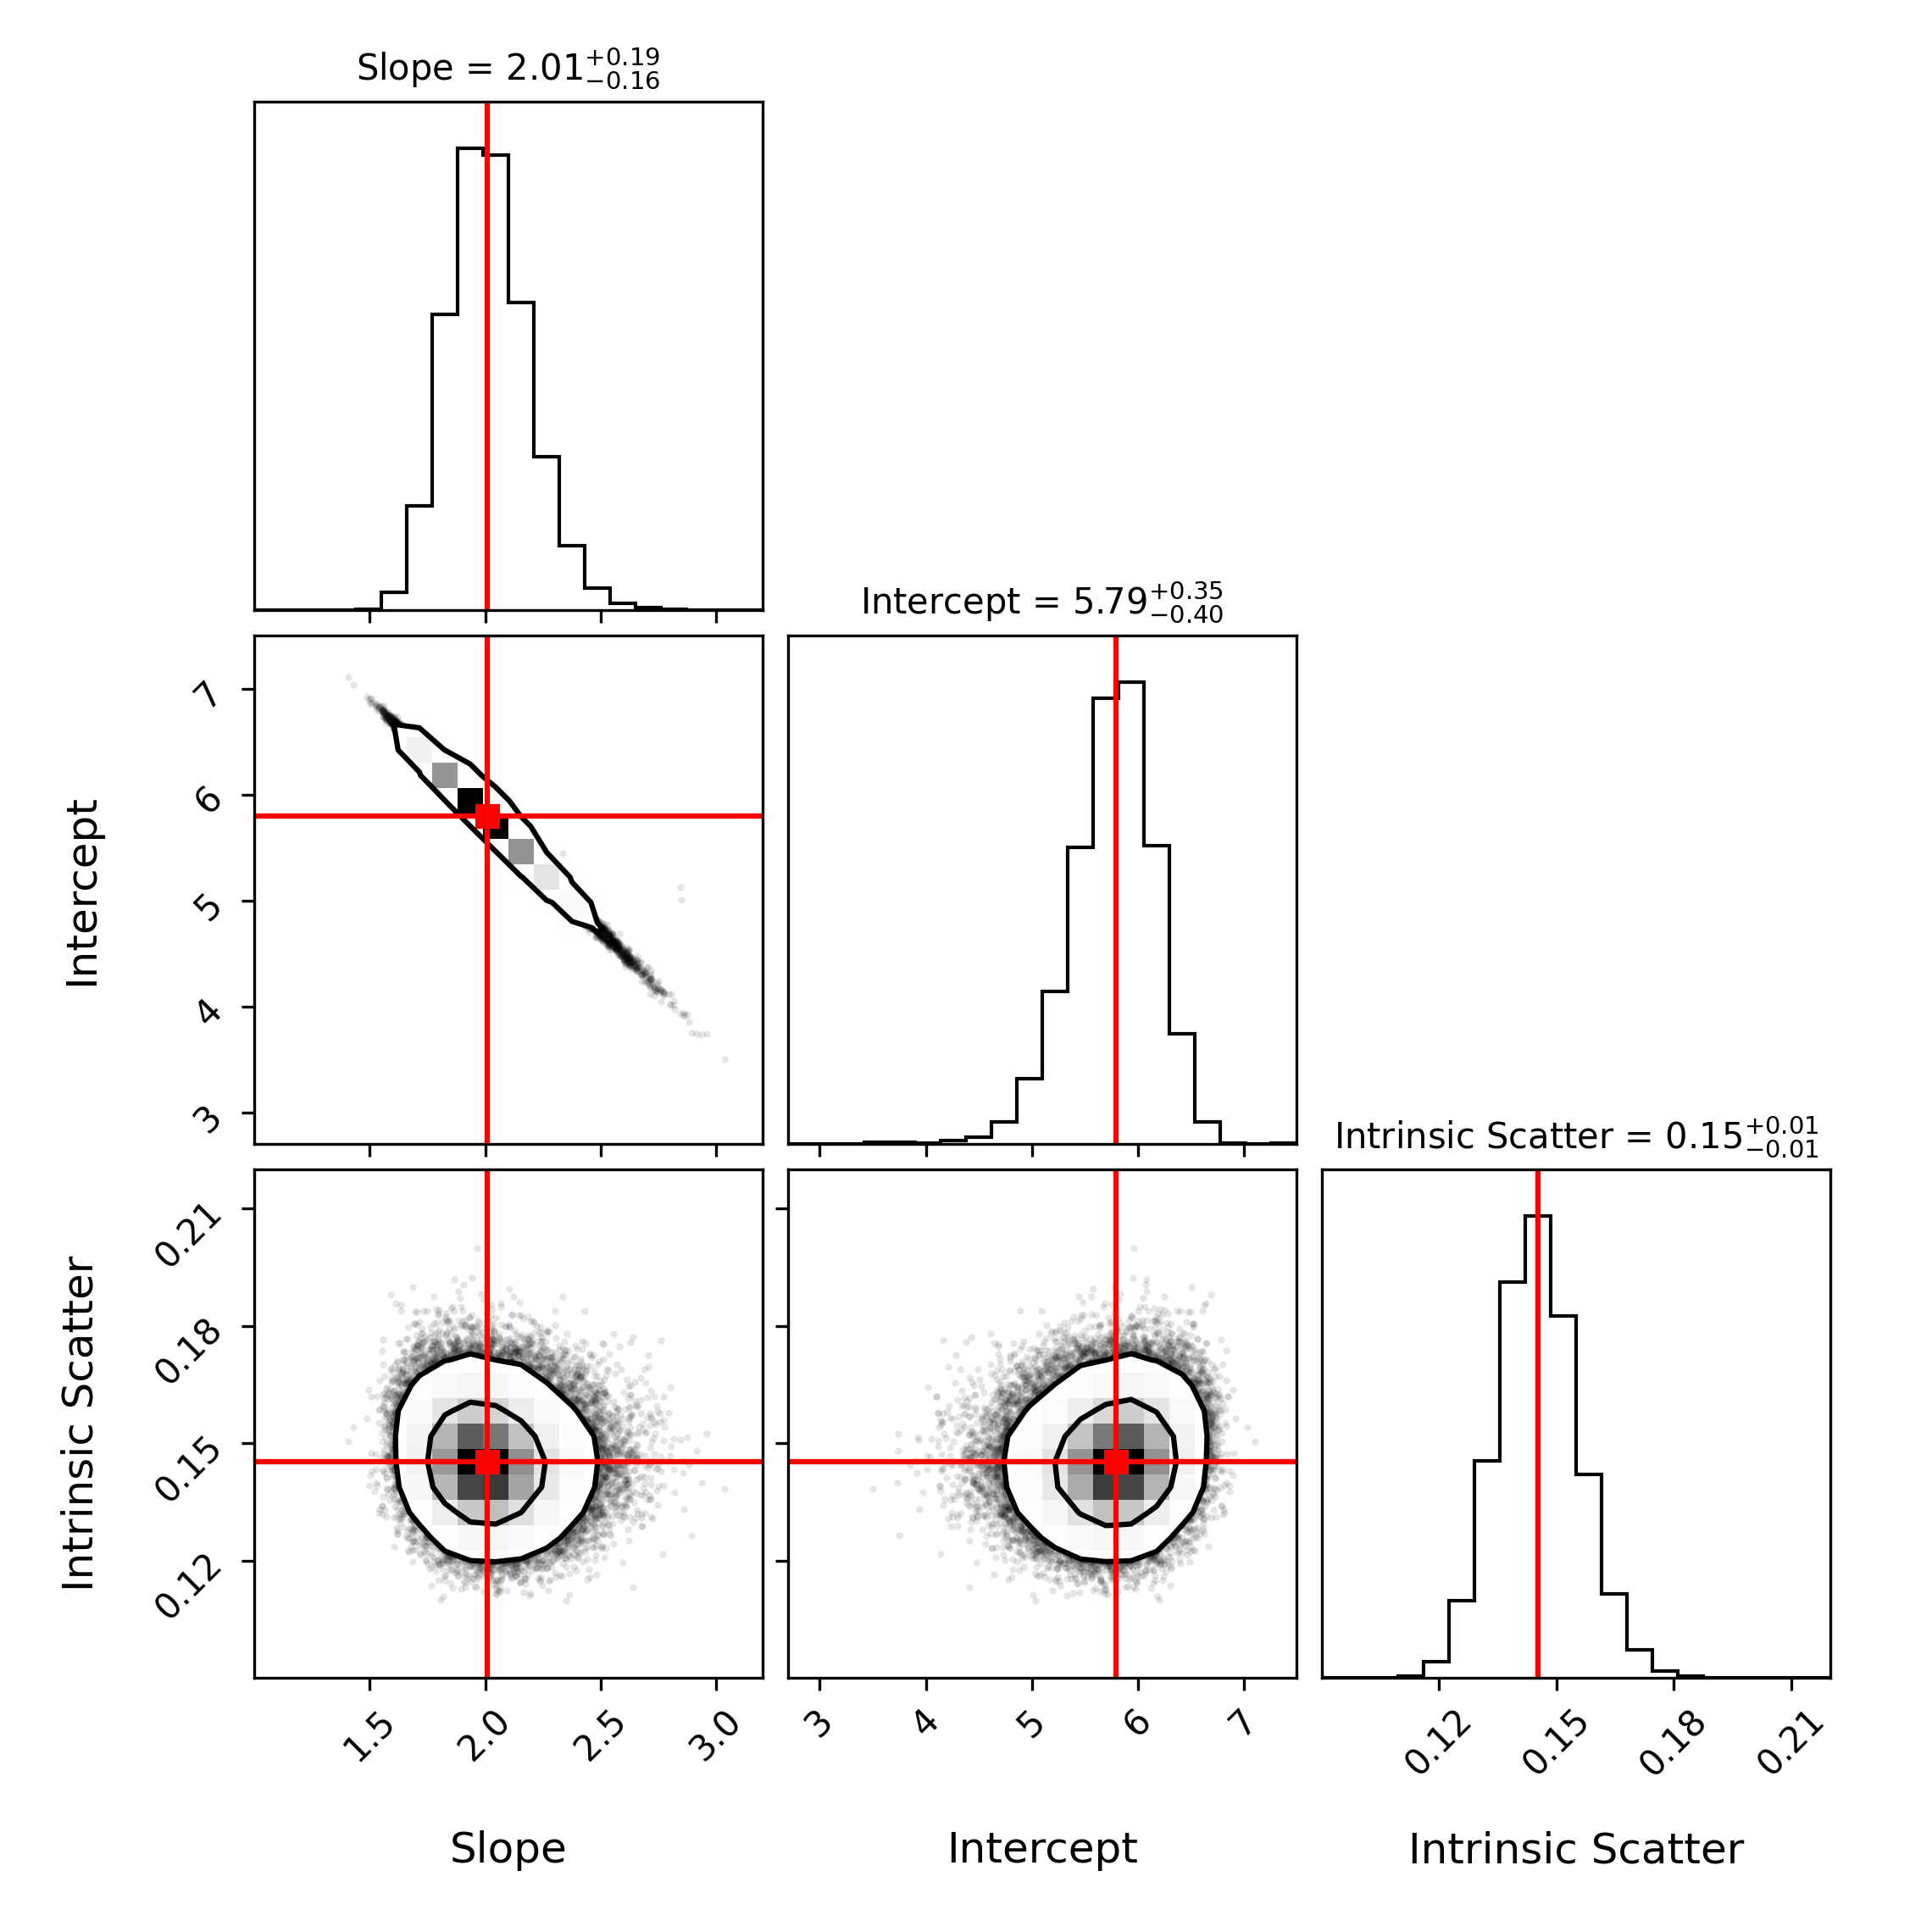 Slope = 2.01 +0.19 −0.16
Intercept = 5.79 +0.35 −0.40
Intercept
7
6
5
4
3
Intrinsic Scatter = 0.15 +0.01 −0.01
Intrinsic Scatter
0.21
0.18
0.15
0.12
1.5 2.0 2.5 3.0
3 4 5 6 7
0.12 0.15 0.18 0.21
Slope
Intercept
Intrinsic Scatter